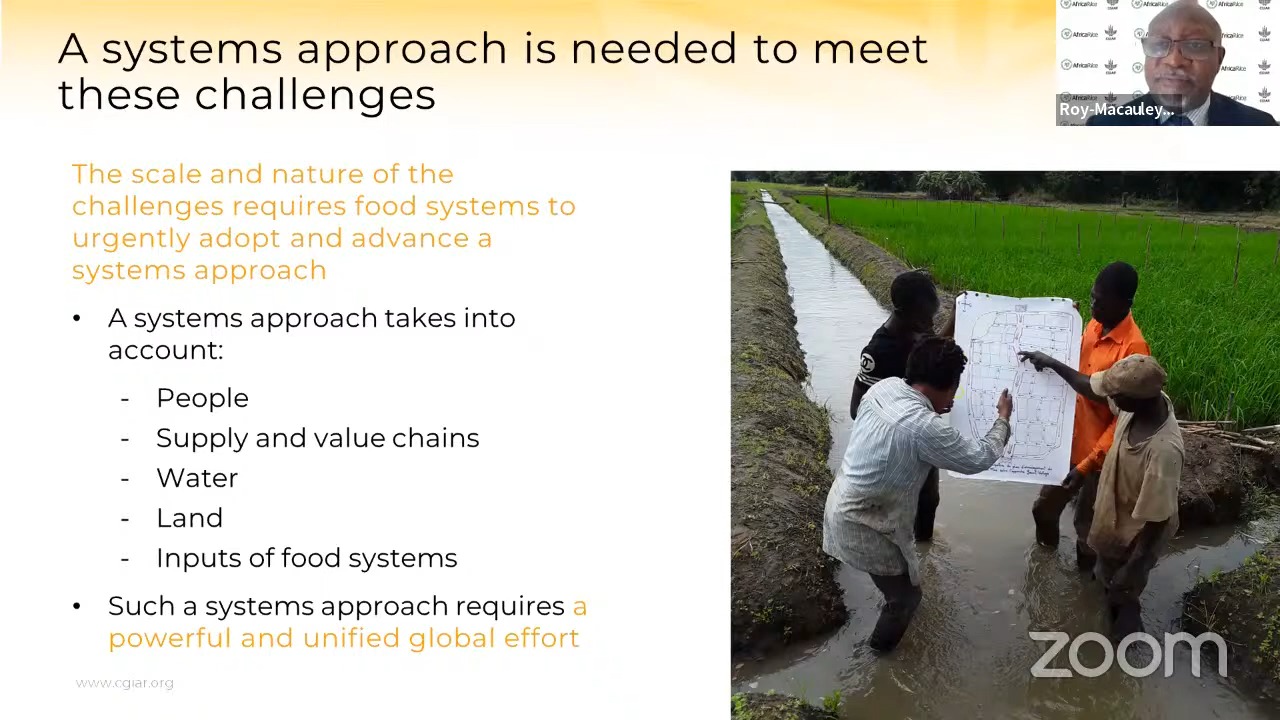 A systems approach is needed to meet
these challenges
AfricaRice
CGIAR
Roy-Macauley...
The scale and nature of the
challenges requires food systems to
urgently adopt and advance a
systems approach
• A systems approach takes into
account:
- People
- Supply and value chains
- Water
- Land
- Inputs of food systems
• Such a systems approach requires a
powerful and unified global effort
www.cgiar.org
zoom